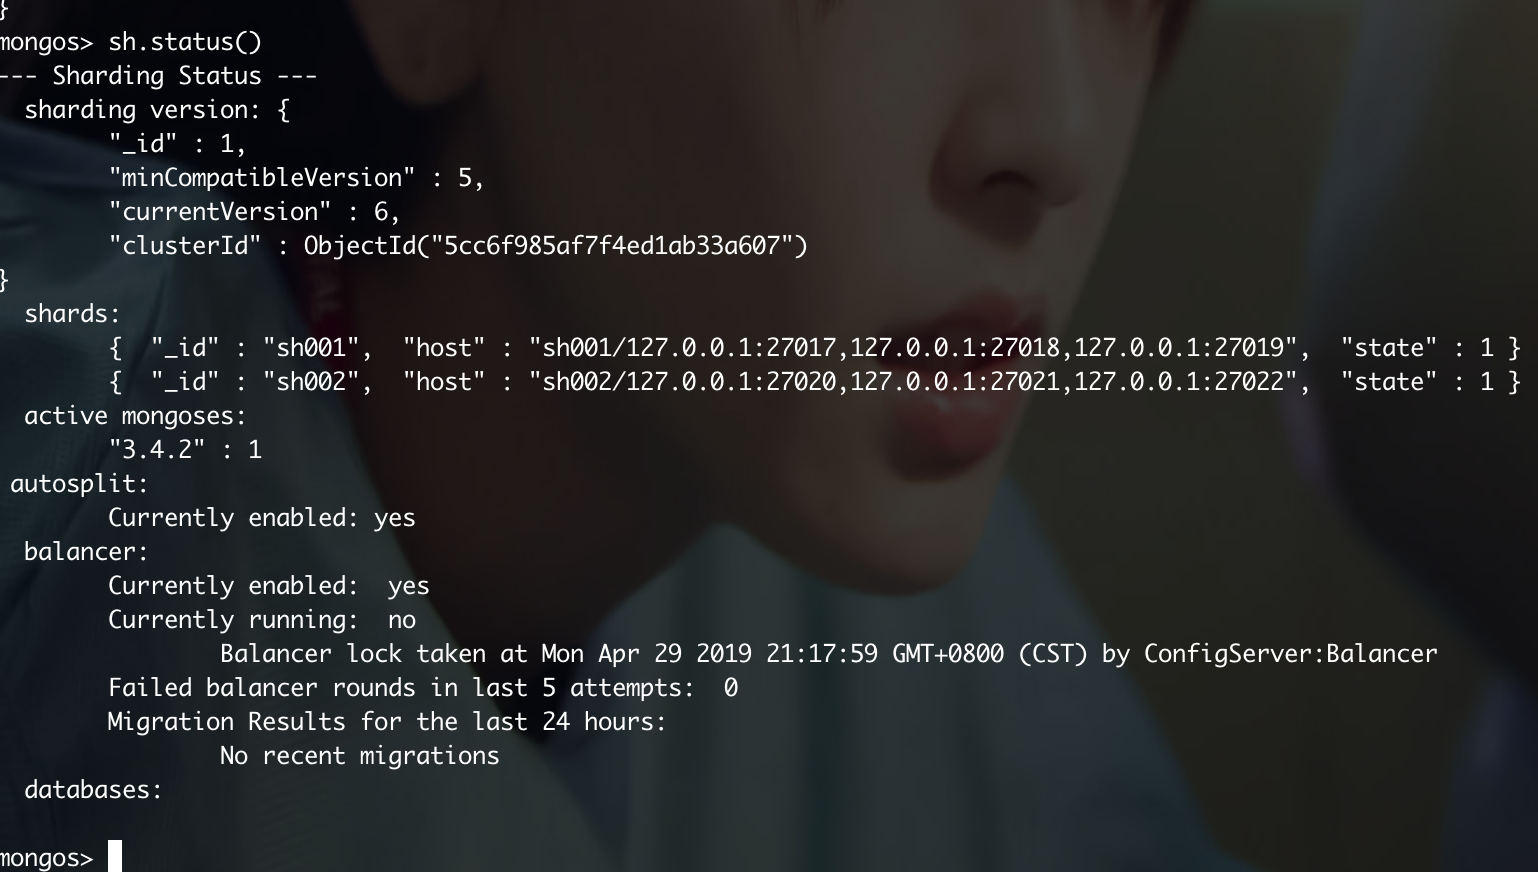 }
mongos> sh.status()
--- Sharding Status ---
  sharding version: {
        "_id" : 1,
        "minCompatibleVersion" : 5,
        "currentVersion" : 6,
        "clusterId" : ObjectId("5cc6f985af7f4ed1ab33a607")
}
  shards:
        {  "_id" : "sh001",  "host" : "sh001/127.0.0.1:27017,127.0.0.1:27018,127.0.0.1:27019",  "state" : 1 }
        {  "_id" : "sh002",  "host" : "sh002/127.0.0.1:27020,127.0.0.1:27021,127.0.0.1:27022",  "state" : 1 }
  active mongoses:
        "3.4.2" : 1
 autosplit:
        Currently enabled: yes
  balancer:
        Currently enabled:  yes
        Currently running:  no
                Balancer lock taken at Mon Apr 29 2019 21:17:59 GMT+0800 (CST) by ConfigServer:Balancer
        Failed balancer rounds in last 5 attempts:  0
        Migration Results for the last 24 hours:
                No recent migrations
  databases:
mongos>